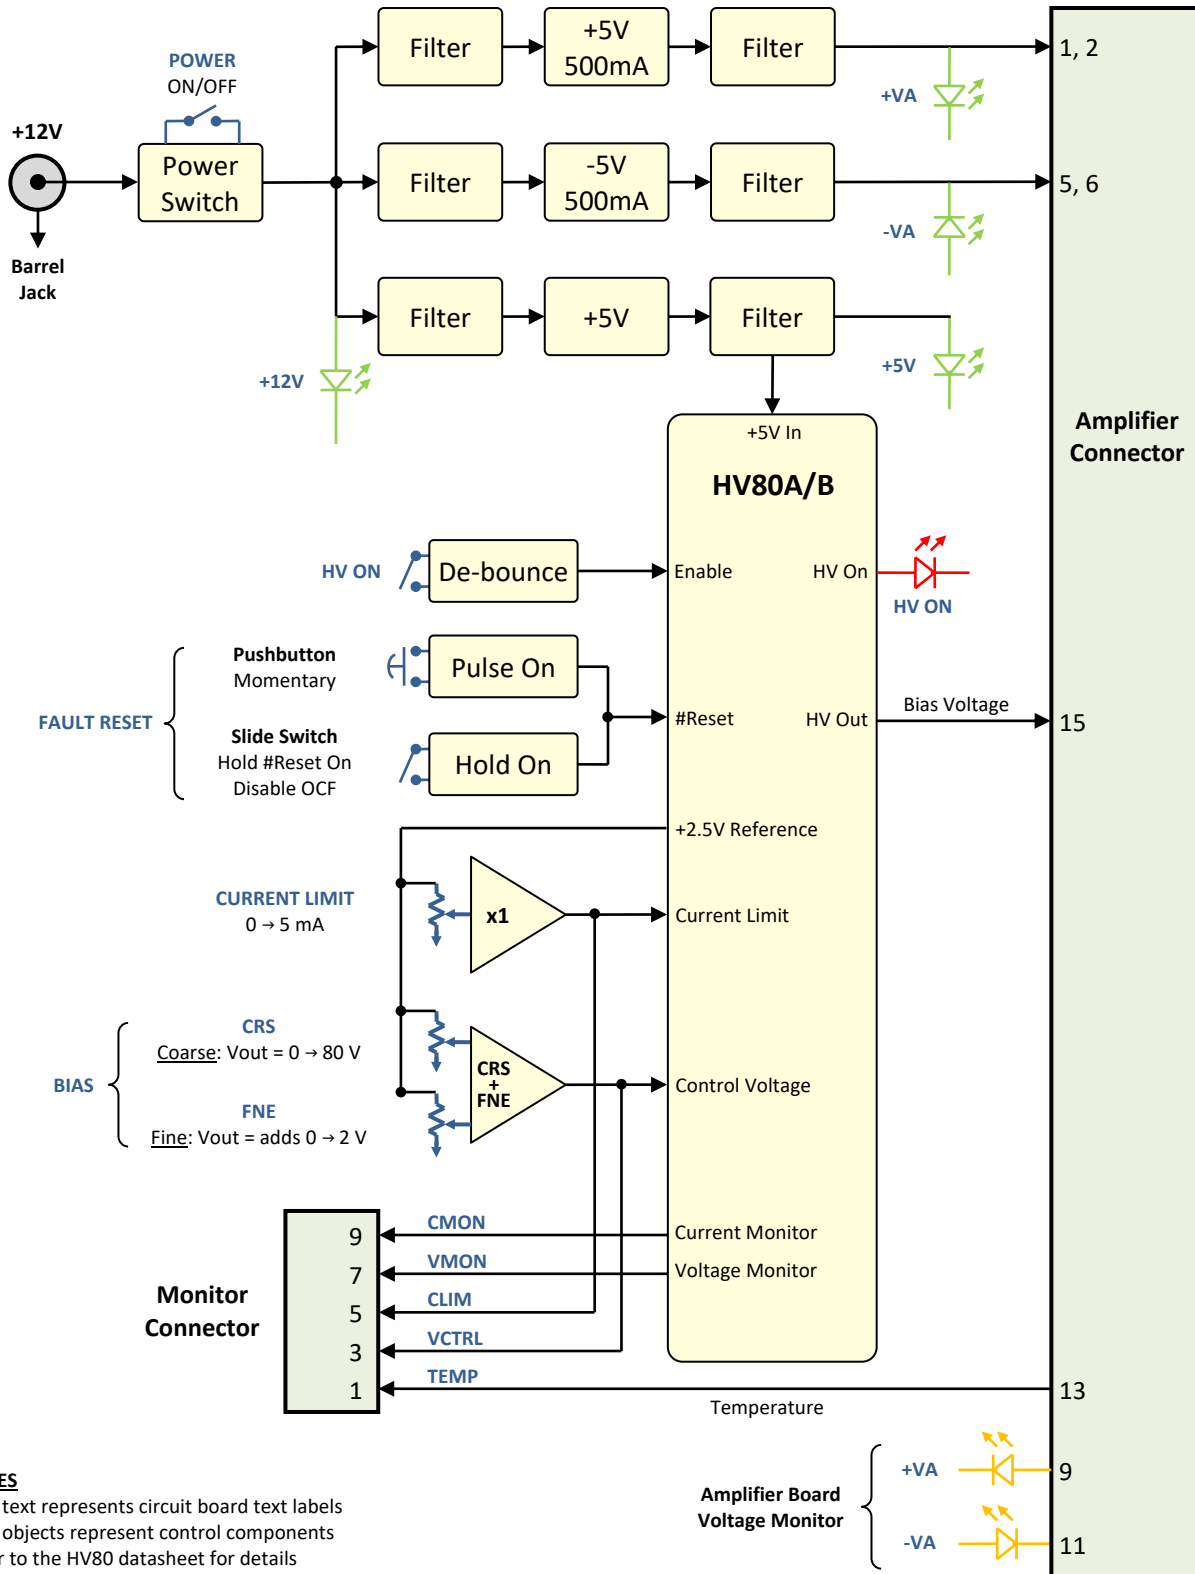 Filter
+5V
500mA
Filter
1, 2
POWER
ON/OFF
+VA
+12V
Power
Switch
Filter
-5V
500mA
Filter
5, 6
-VA
Barrel
Jack
Filter
+5V
Filter
+12V
+5V
Amplifier
Connector
+5V In
HV80A/B
HV ON
De-bounce
Enable
HV On
HV ON
Pushbutton
Momentary
Pulse On
FAULT RESET
#Reset
HV Out
Bias Voltage
15
Slide Switch
Hold #Reset On
Disable OCF
Hold On
+2.5V Reference
CURRENT LIMIT
0 → 5 mA
x1
Current Limit
CRS
Coarse: Vout = 0 → 80 V
BIAS
FNE
Fine: Vout = adds 0 → 2 V
CRS
+
FNE
Control Voltage
Monitor
Connector
9
CMON
Current Monitor
7
VMON
Voltage Monitor
5
CLIM
3
VCTRL
1
TEMP
Temperature
13
Amplifier Board
Voltage Monitor
+VA
9
-VA
11
text represents circuit board text labels
objects represent control components
to the HV80 datasheet for details